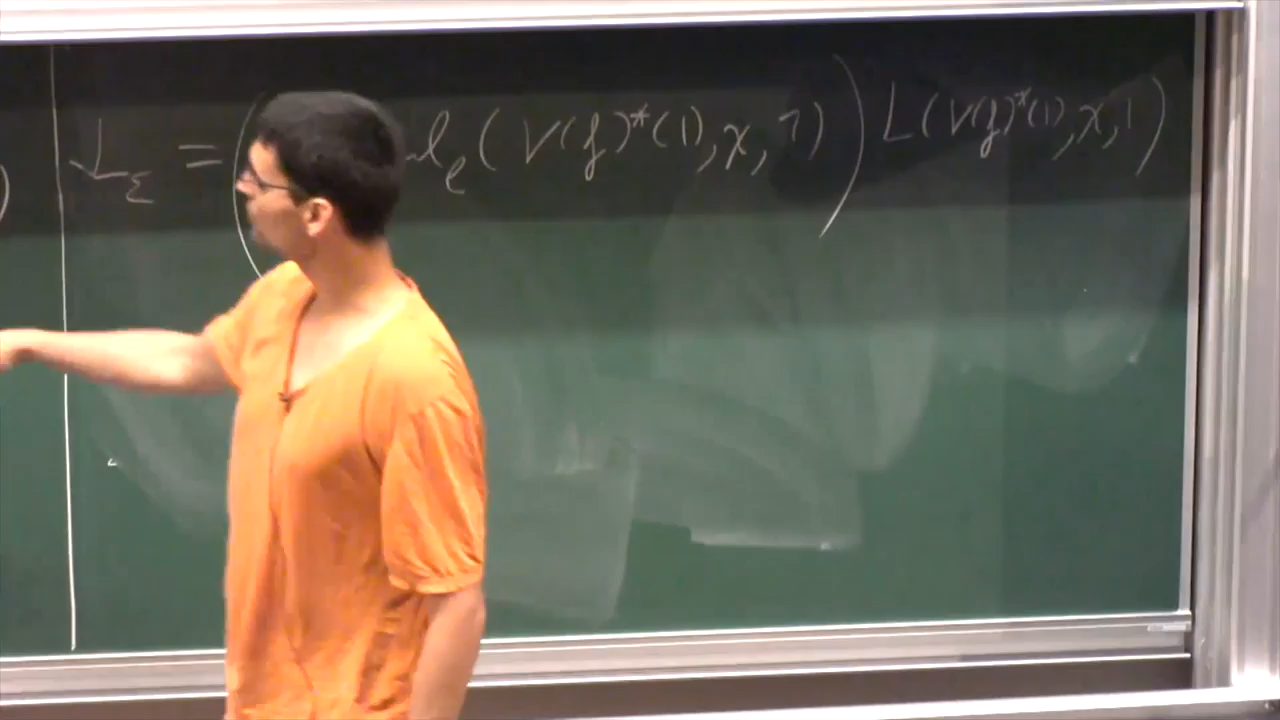 ) L_Σ = ( l_e(V(f)*(1), χ, 1) ) L(V(f)*(1), χ, 1)